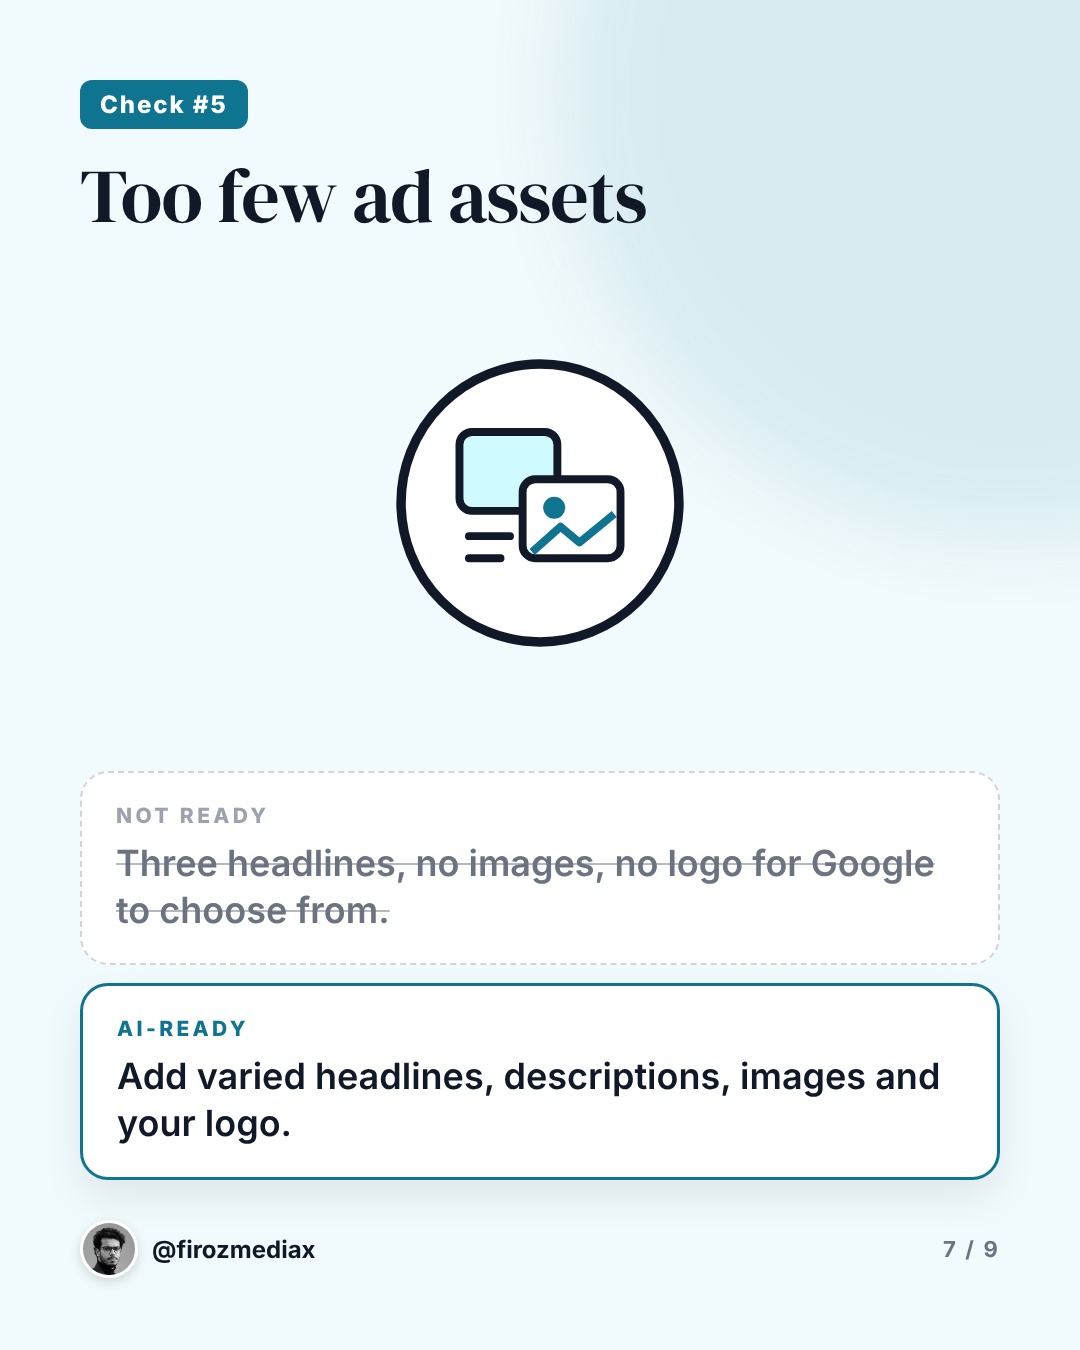 Check #5
Too few ad assets
NOT READY
Three headlines, no images, no logo for Google
to choose from.
AI-READY
Add varied headlines, descriptions, images and
your logo.
@firozmediax
7 / 9